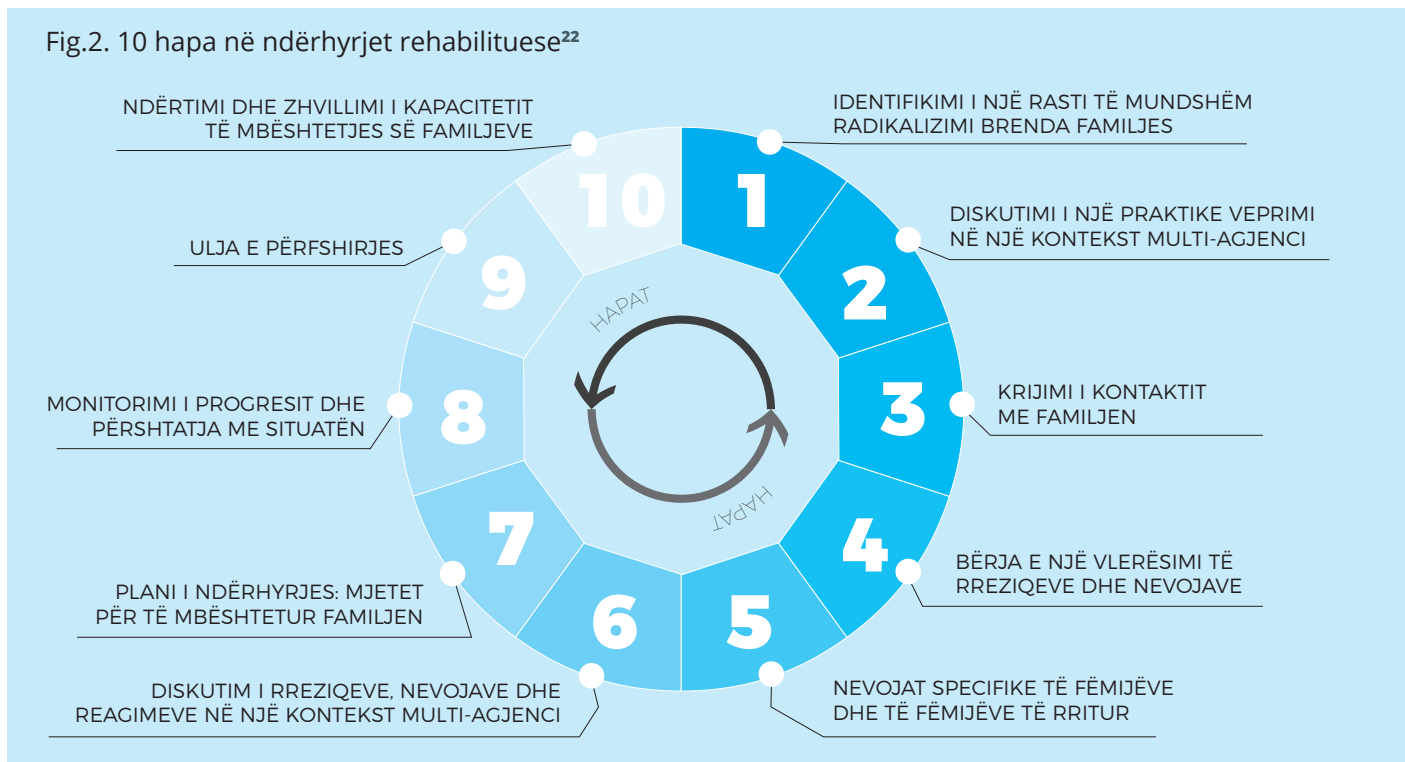 Fig.2. 10 hapa në ndërhyrjet rehabilituese²²
IDENTIFIKIMI I NJË RASTI TË MUNDSHËM
RADIKALIZIMI BRENDA FAMILJES
1
DISKUTIMI I NJË PRAKTIKE VEPRIMI
NË NJË KONTEKST MULTI-AGJENCI
2
KRIJIMI I KONTAKTIT
ME FAMILJEN
3
BËRJA E NJË VLERËSIMI TË
RREZIQEVE DHE NEVOJAVE
4
NEVOJAT SPECIFIKE TË FËMIJËVE
DHE TË FËMIJËVE TË RRITUR
5
DISKUTIM I RREZIQEVE, NEVOJAVE DHE
REAGIMEVE NË NJË KONTEKST MULTI-AGJENCI
6
PLANI I NDËRHYRJES: MJETET
PËR TË MBËSHTETUR FAMILJEN
7
MONITORIMI I PROGRESIT DHE
PËRSHTATJA ME SITUATËN
8
ULJA E PËRFSHIRJES
9
NDËRTIMI DHE ZHVILLIMI I KAPACITETIT
TË MBËSHTETJES SË FAMILJEVE
10
HAPAT
HAPAT